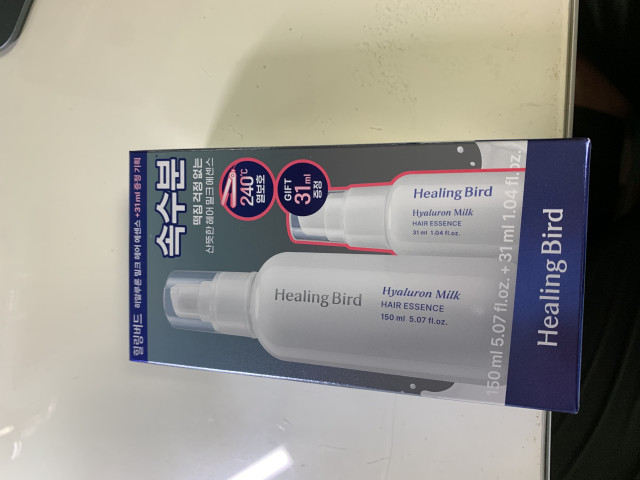 힐링버드 히알루론 밀크 헤어 에센스 +31ml 증정 기획
속수분
떡짐 걱정 없는
산뜻한 헤어 밀크 에센스
240℃
열보호
GIFT
31ml
증정
Healing Bird
Hyaluron Milk
HAIR ESSENCE
31 ml 1.04 fl.oz.
Healing Bird
Hyaluron Milk
HAIR ESSENCE
150 ml 5.07 fl.oz.
150 ml 5.07 fl.oz. + 31 ml 1.04 fl.oz.
Healing Bird